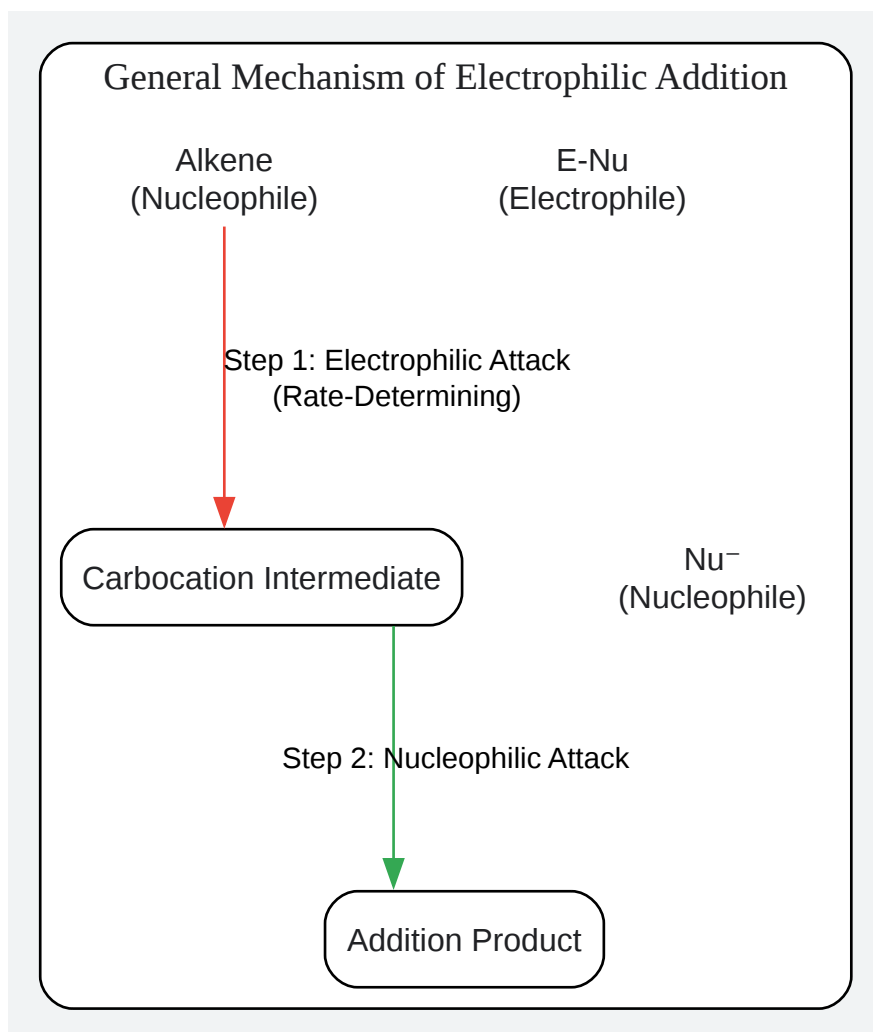 General Mechanism of Electrophilic Addition
Alkene
(Nucleophile)
E-Nu
(Electrophile)
Step 1: Electrophilic Attack
(Rate-Determining)
Carbocation Intermediate
Nu⁻
(Nucleophile)
Step 2: Nucleophilic Attack
Addition Product